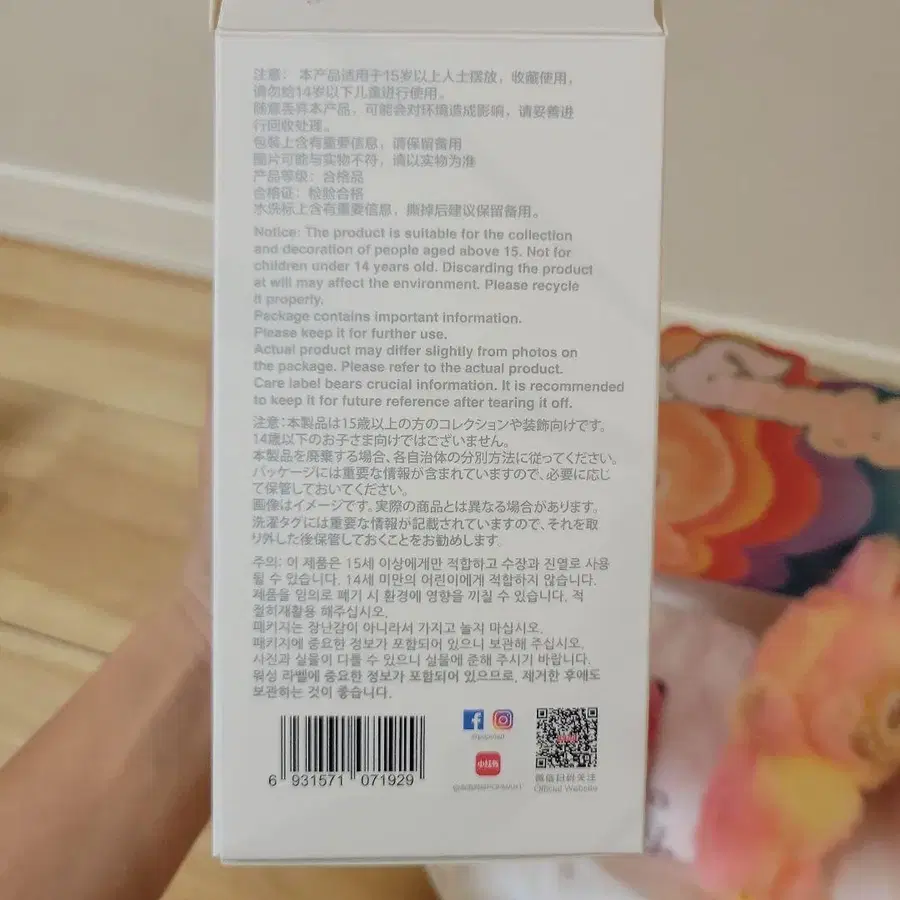 注意：本产品适用于15岁以上人士摆放，收藏使用，
请勿给14岁以下儿童进行使用。
随意丢弃本产品，可能会对环境造成影响，请妥善进
行回收处理。
包装上含有重要信息，请保留备用
图片可能与实物不符，请以实物为准
产品等级：合格品
合格证：检验合格
水洗标上含有重要信息，撕掉后建议保留备用。
Notice: The product is suitable for the collection
and decoration of people aged above 15. Not for
children under 14 years old. Discarding the product
at will may affect the environment. Please recycle
it properly.
Package contains important information.
Please keep it for further use.
Actual product may differ slightly from photos on
the package. Please refer to the actual product.
Care label bears crucial information. It is recommended
to keep it for future reference after tearing it off.
注意:本製品は15歳以上の方のコレクションや装飾向けです。
14歳以下のお子さま向けではございません。
本製品を廃棄する場合、各自治体の分別方法に従ってください。
パッケージには重要な情報が含まれていますので、必要に応じ
て保管しておいてください。
画像はイメージです。実際の商品とは異なる場合があります。
洗濯タグには重要な情報が記載されていますので、それを取
り外した後保管しておくことをお勧めします。
주의: 이 제품은 15세 이상에게만 적합하고 수장과 진열로 사용
될 수 있습니다. 14세 미만의 어린이에게 적합하지 않습니다.
제품을 임의로 폐기 시 환경에 영향을 끼칠 수 있습니다. 적
절히재활용 해주십시오.
패키지는 장난감이 아니라서 가지고 놀지 마십시오.
패키지에 중요한 정보가 포함되어 있으니 보관해 주십시오.
사진과 실물이 다를 수 있으니 실물에 준해 주시기 바랍니다.
워싱 라벨에 중요한 정보가 포함되어 있으므로, 제거한 후에도
보관하는 것이 좋습니다.
6 931571 071929
小红书
微信扫码关注
Official Website